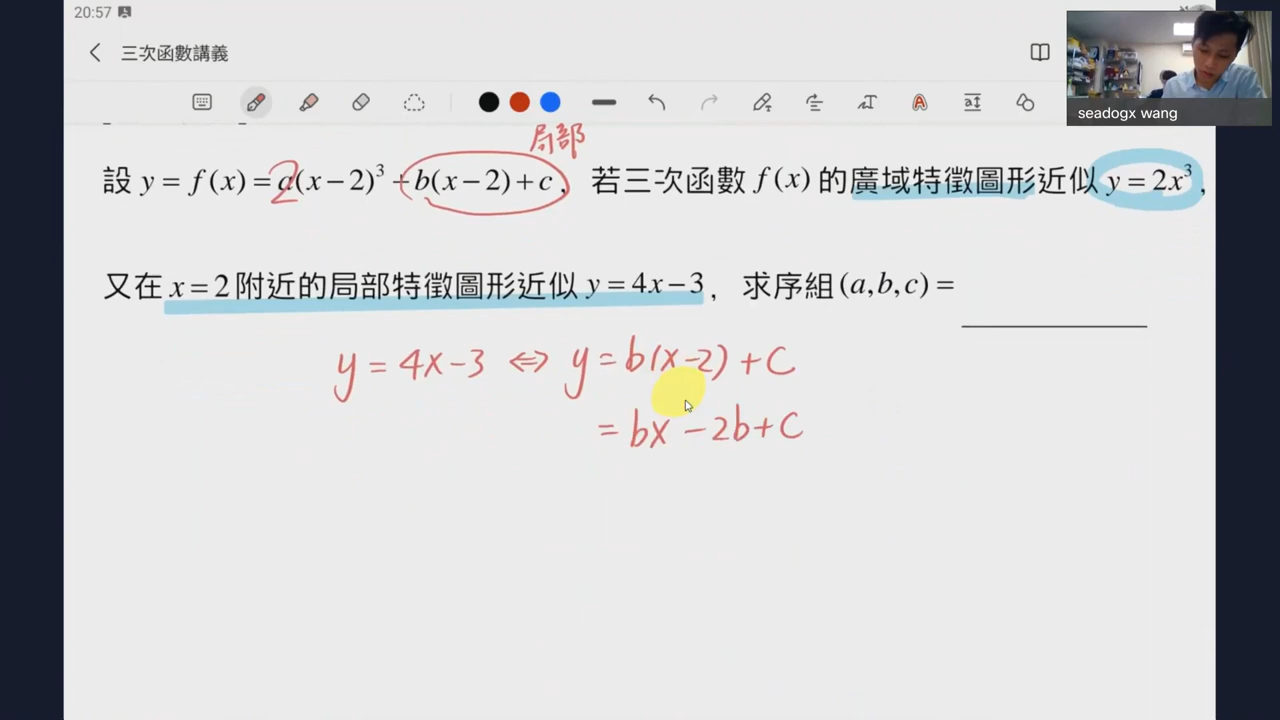 20:57
三次函數講義
seadogx wang
局部
設 y = f(x) = a(x−2)³ + b(x−2) + c，若三次函數 f(x) 的廣域特徵圖形近似 y = 2x³，
2
又在 x = 2 附近的局部特徵圖形近似 y = 4x − 3，求序組 (a,b,c) =
y = 4x − 3 ⇔ y = b(x−2) + c
= bx − 2b + c